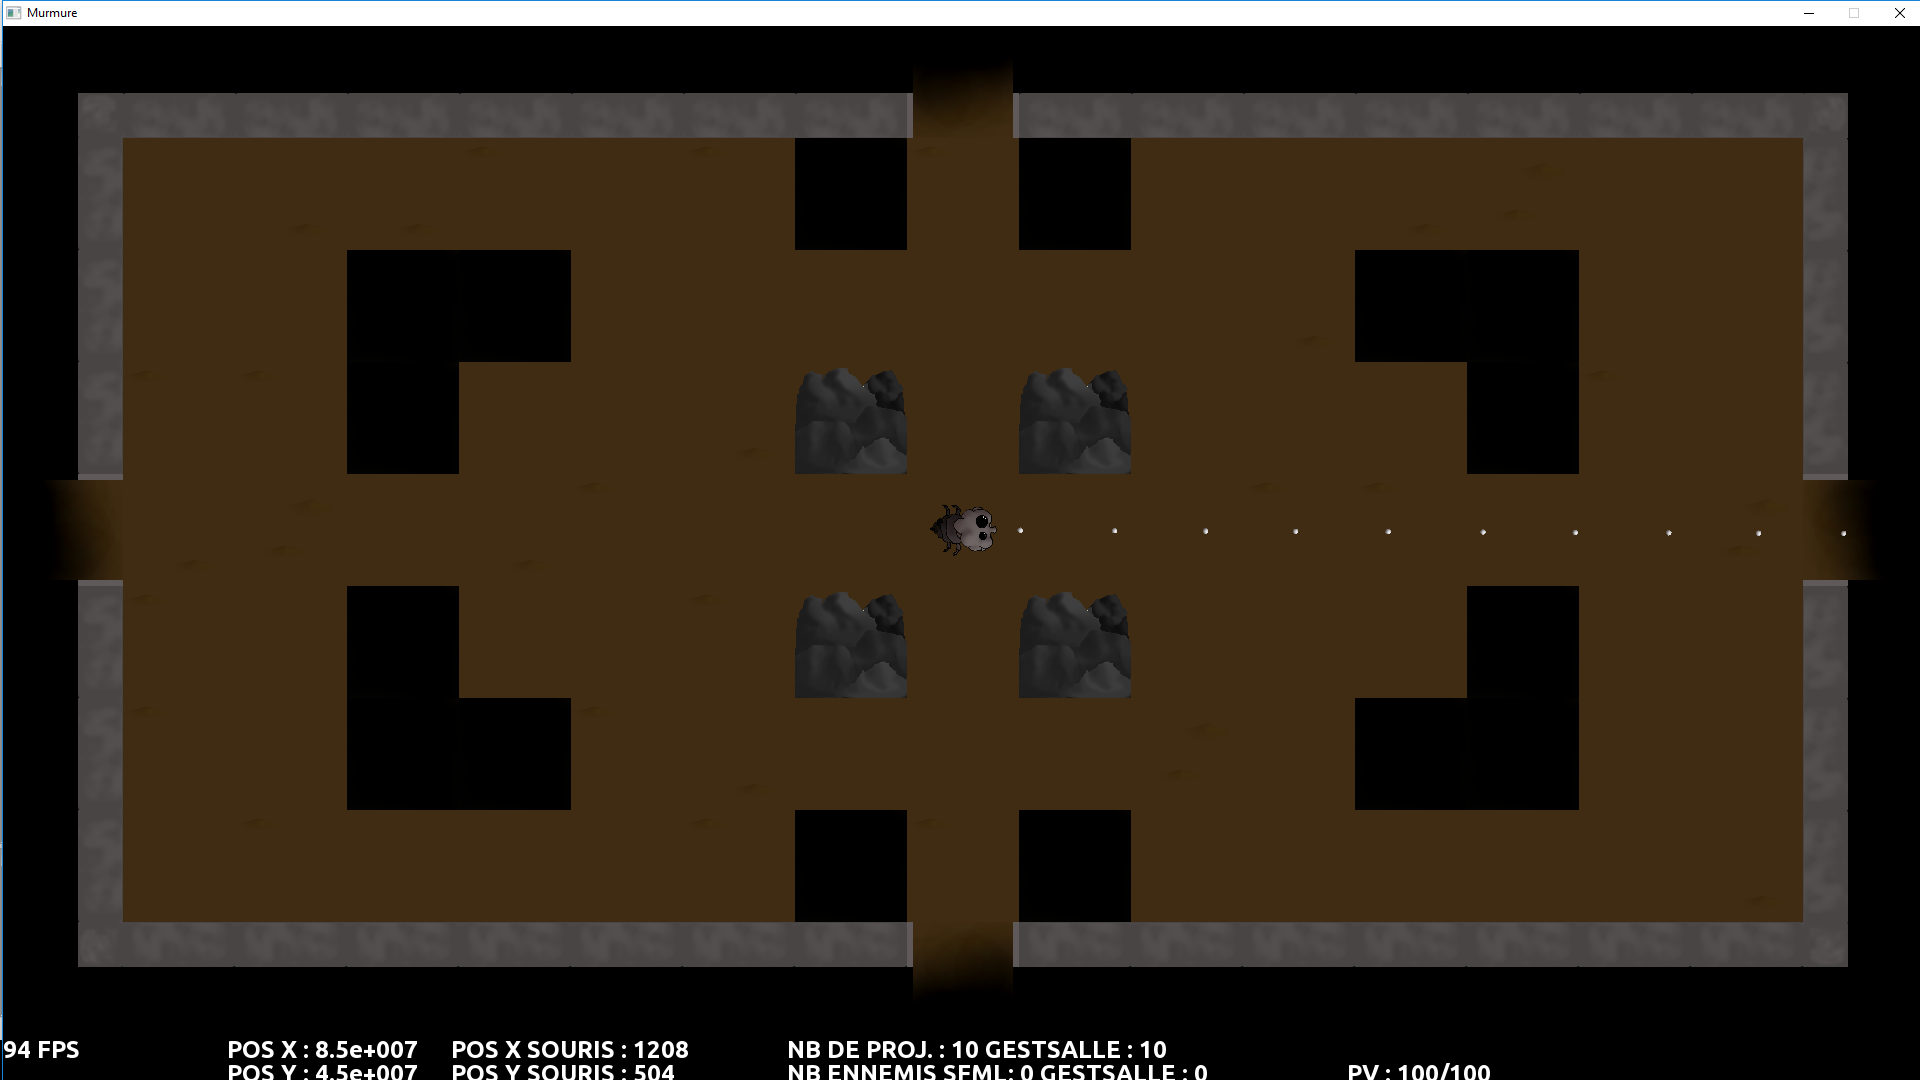 Murmure
94 FPS
POS X : 8.5e+007
POS X SOURIS : 1208
NB DE PROJ. : 10 GESTSALLE : 10
POS Y : 4.5e+007
POS Y SOURIS : 504
NB ENNEMIS SFML: 0 GESTSALLE : 0
PV : 100/100